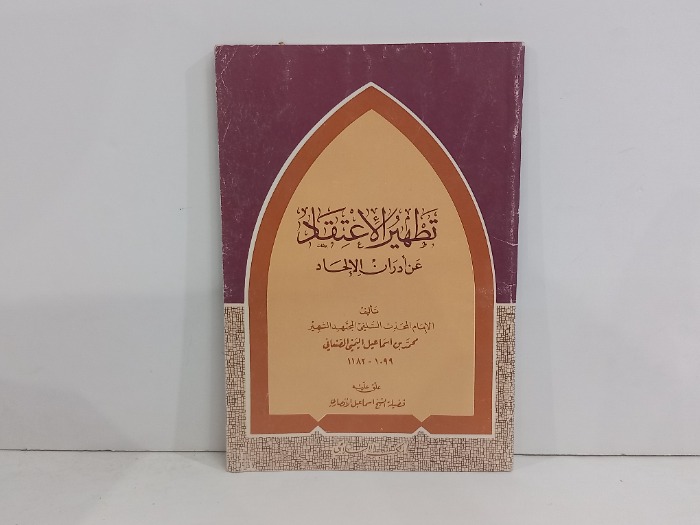 تطهير الاعتقاد
عن أدران الإلحاد
تأليف
الإمام المحدث السلفي المجتهد الشهير
محمد بن اسماعيل اليمني الصنعاني
١٠٩٩ - ١١٨٢
علق عليه
فضيلة الشيخ اسماعيل الأنصاري